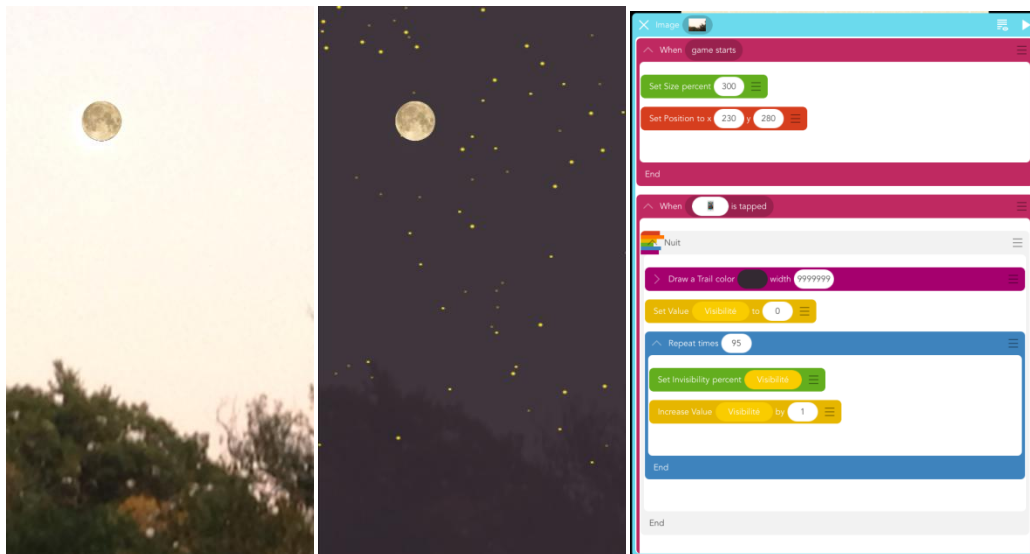 Image
When game starts
Set Size percent 300
Set Position to x 230 y 280
End
When is tapped
Nuit
Draw a Trail color width 9999999
Set Value Visibilité to 0
Repeat times 95
Set Invisibility percent Visibilité
Increase Value Visibilité by 1
End
End